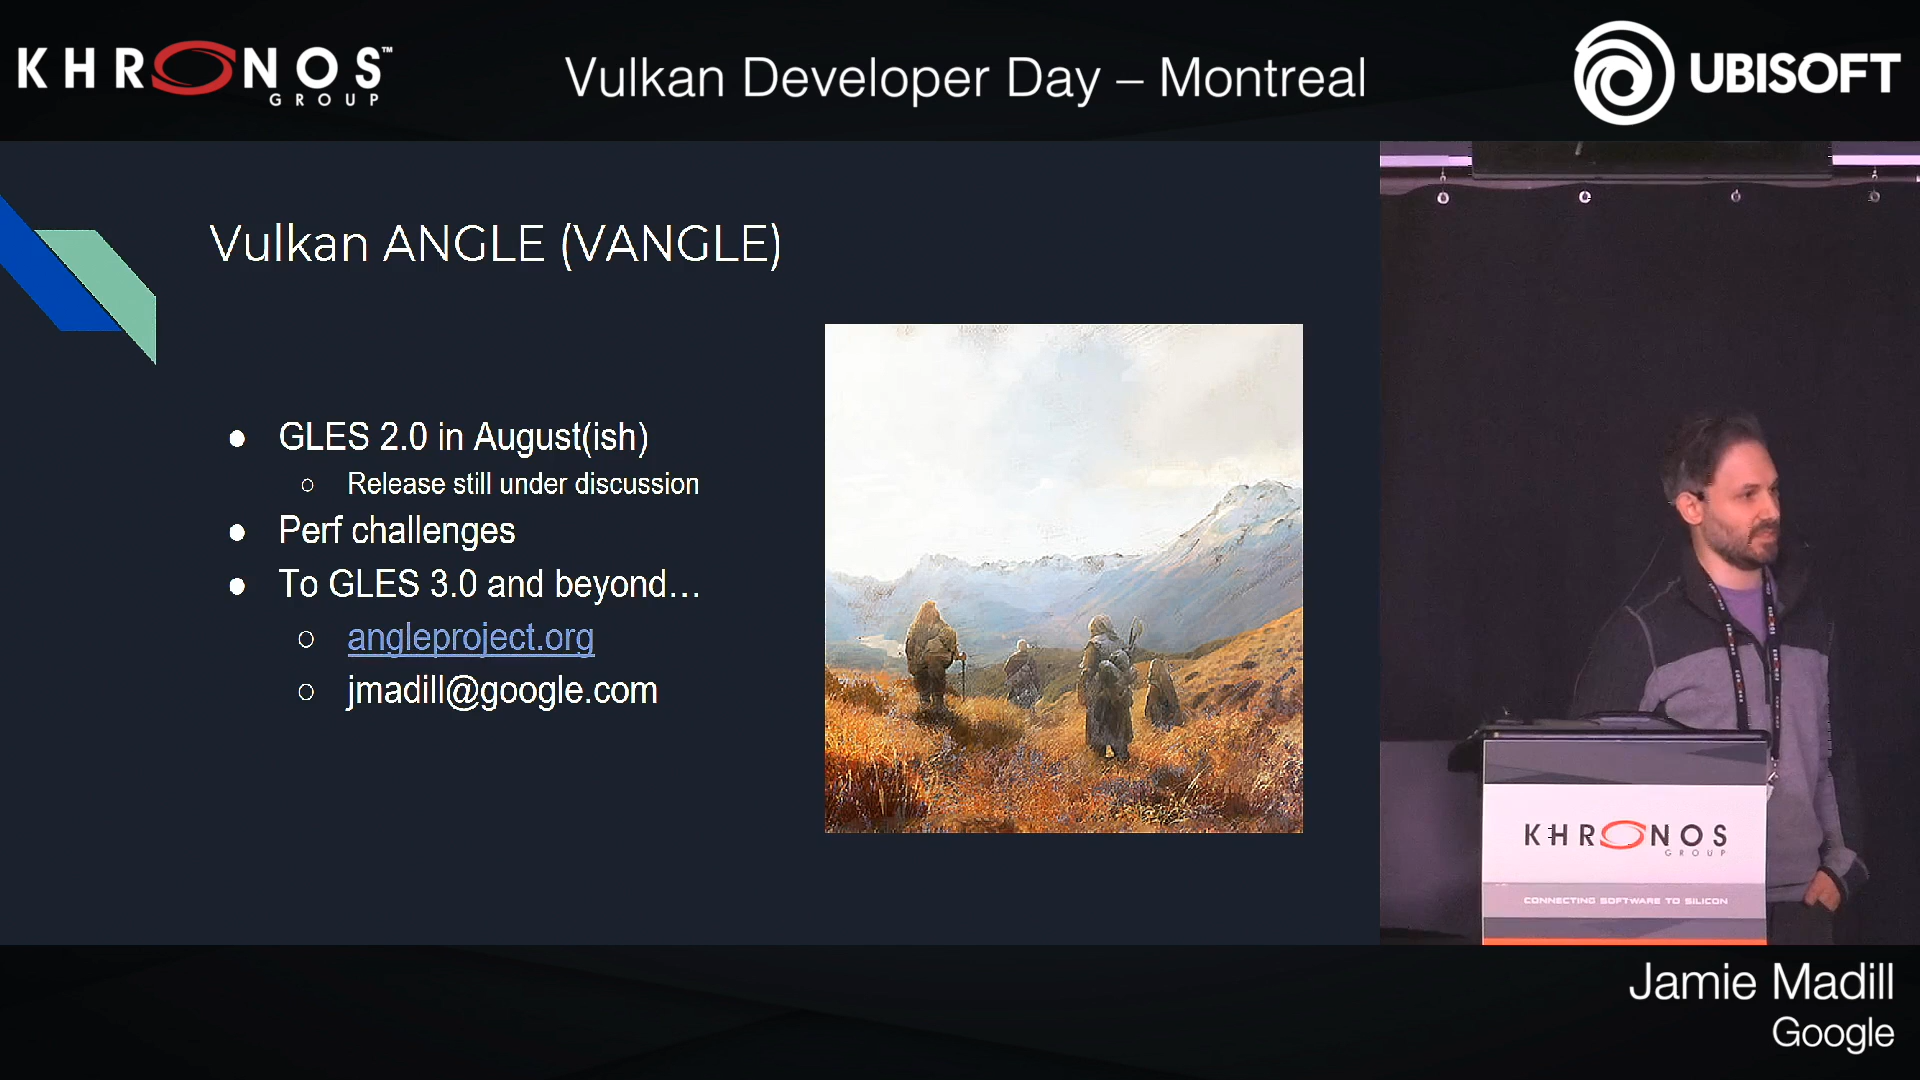 KHRONOS™
GROUP
Vulkan Developer Day – Montreal
UBISOFT
Vulkan ANGLE (VANGLE)
● GLES 2.0 in August(ish)
○ Release still under discussion
● Perf challenges
● To GLES 3.0 and beyond…
○ angleproject.org
○ jmadill@google.com
KHRONOS
GROUP
CONNECTING SOFTWARE TO SILICON
Jamie Madill
Google